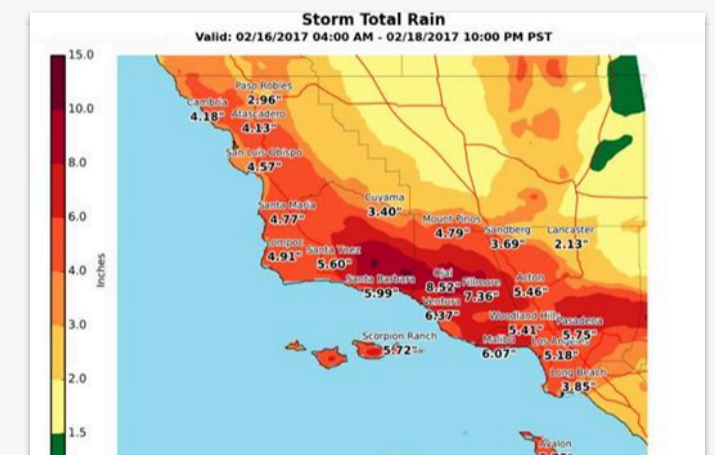 Storm Total Rain
Valid: 02/16/2017 04:00 AM - 02/18/2017 10:00 PM PST
15.0
10.0
8.0
6.0
4.0
3.0
2.0
1.5
Inches
Paso Robles
2.96"
Cambria
4.18"
Atascadero
4.13"
San Luis Obispo
4.57"
Santa Maria
4.77"
Cuyama
3.40"
Mount Pinos
4.79"
Sandberg
3.69"
Lancaster
2.13"
Lompoc
4.91"
Santa Ynez
5.60"
Santa Barbara
5.99"
Ojai
8.52"
Fillmore
7.36"
Acton
5.46"
Ventura
6.37"
Woodland Hills
5.41"
Pasadena
5.75"
Scorpion Ranch
5.72"
Malibu
6.07"
Los Angeles
5.18"
Long Beach
3.85"
Avalon